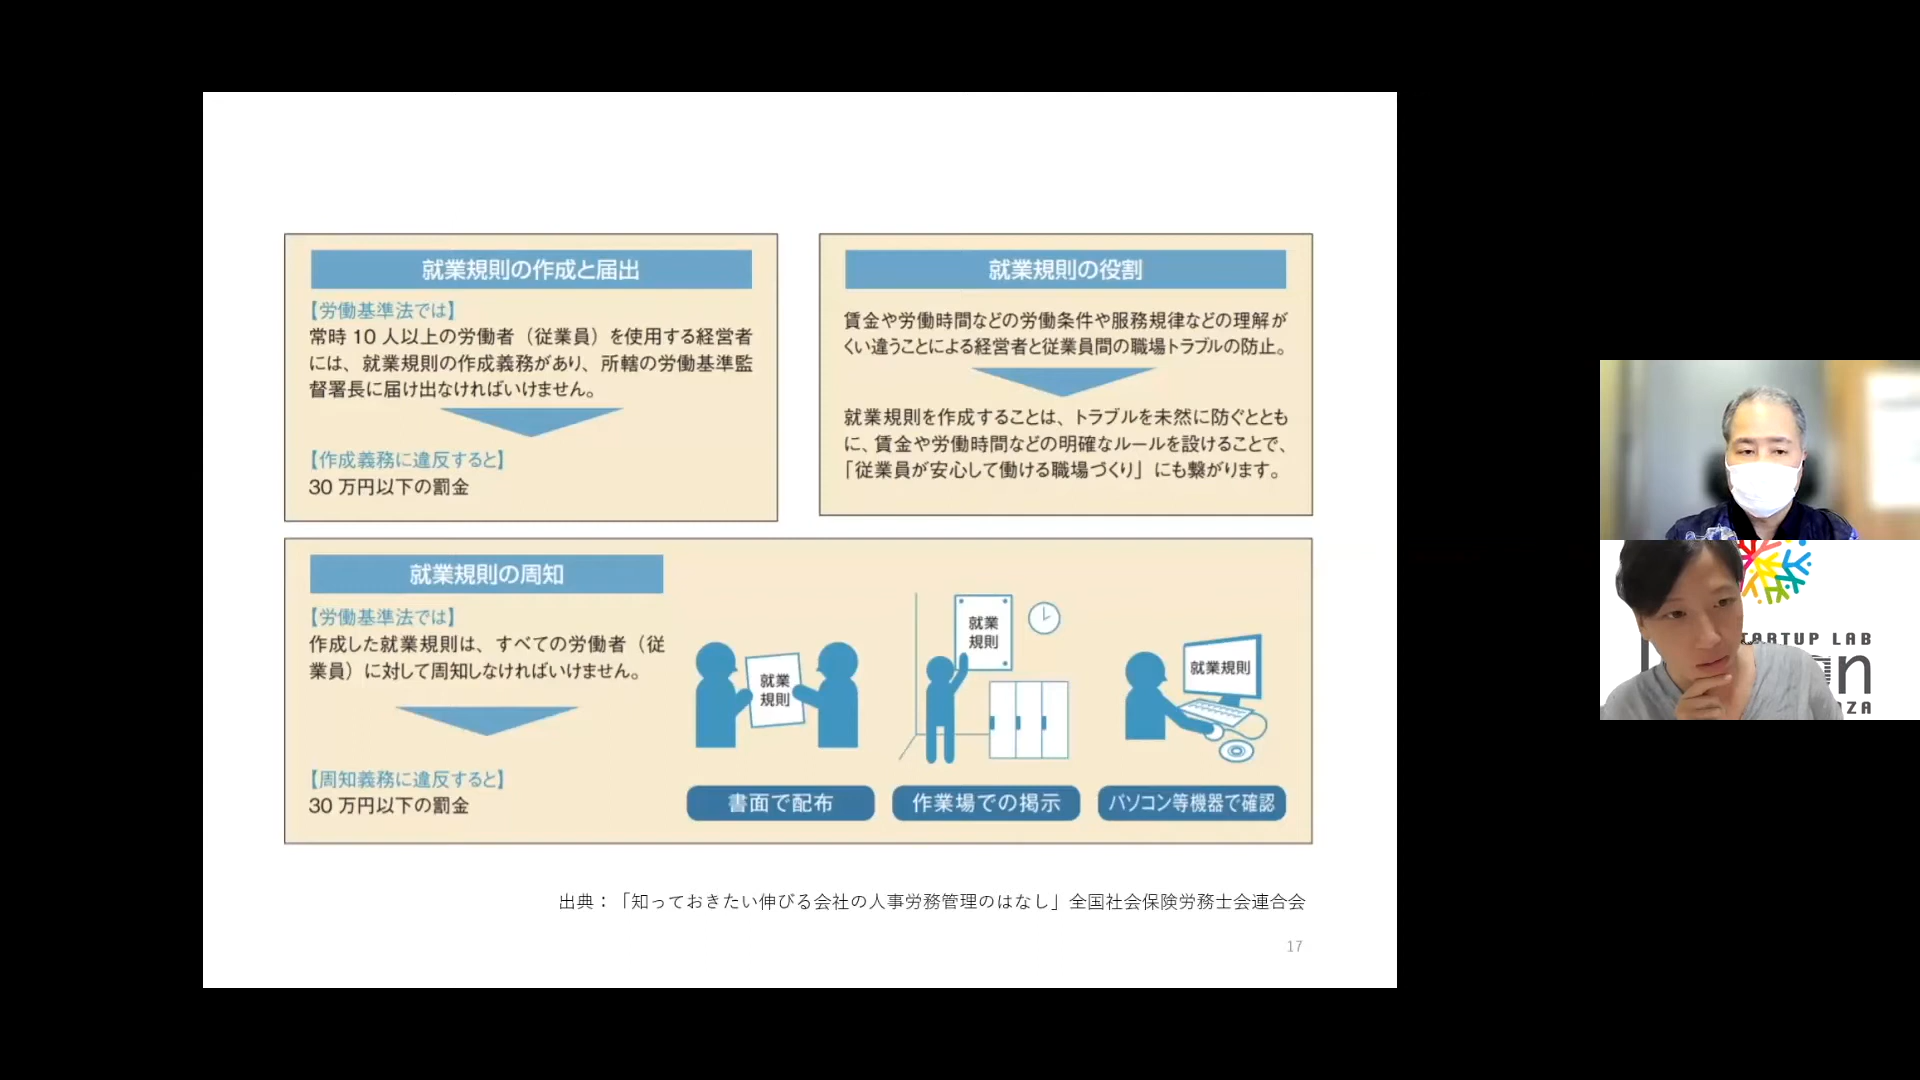 就業規則の作成と届出
【労働基準法では】
常時 10 人以上の労働者（従業員）を使用する経営者
には、就業規則の作成義務があり、所轄の労働基準監
督署長に届け出なければいけません。
【作成義務に違反すると】
30 万円以下の罰金
就業規則の役割
賃金や労働時間などの労働条件や服務規律などの理解が
くい違うことによる経営者と従業員間の職場トラブルの防止。
就業規則を作成することは、トラブルを未然に防ぐととも
に、賃金や労働時間などの明確なルールを設けることで、
「従業員が安心して働ける職場づくり」にも繋がります。
就業規則の周知
【労働基準法では】
作成した就業規則は、すべての労働者（従
業員）に対して周知しなければいけません。
【周知義務に違反すると】
30 万円以下の罰金
就業
規則
就業
規則
就業規則
書面で配布
作業場での掲示
パソコン等機器で確認
出典：「知っておきたい伸びる会社の人事労務管理のはなし」全国社会保険労務士会連合会
17
LAB